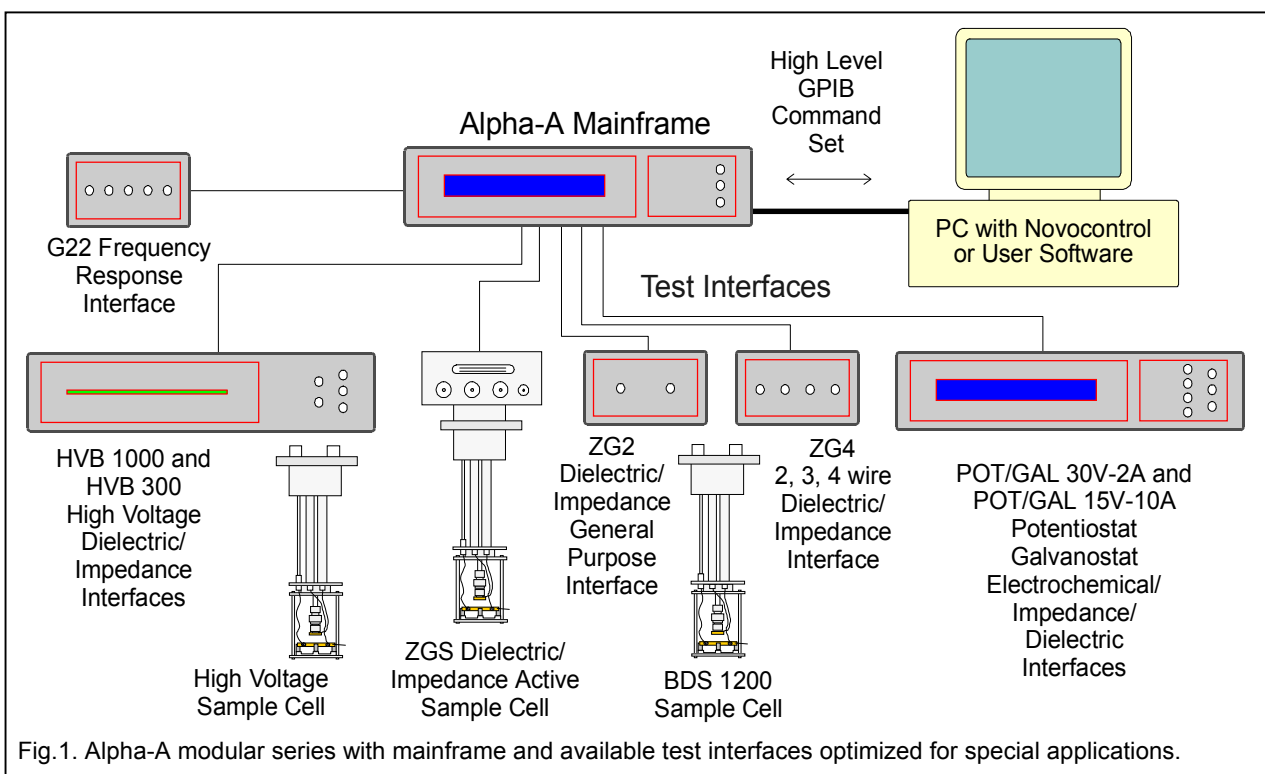 High Level
GPIB
Command
Set
Alpha-A Mainframe
PC with Novocontrol
or User Software
G22 Frequency
Response
Interface
Test Interfaces
HVB 1000 and
HVB 300
High Voltage
Dielectric/
Impedance
Interfaces
High Voltage
Sample Cell
ZGS Dielectric/
Impedance Active
Sample Cell
ZG2
Dielectric/
Impedance
General
Purpose
Interface
BDS 1200
Sample Cell
ZG4
2, 3, 4 wire
Dielectric/
Impedance
Interface
POT/GAL 30V-2A and
POT/GAL 15V-10A
Potentiostat
Galvanostat
Electrochemical/
Impedance/
Dielectric
Interfaces
Fig.1. Alpha-A modular series with mainframe and available test interfaces optimized for special applications.